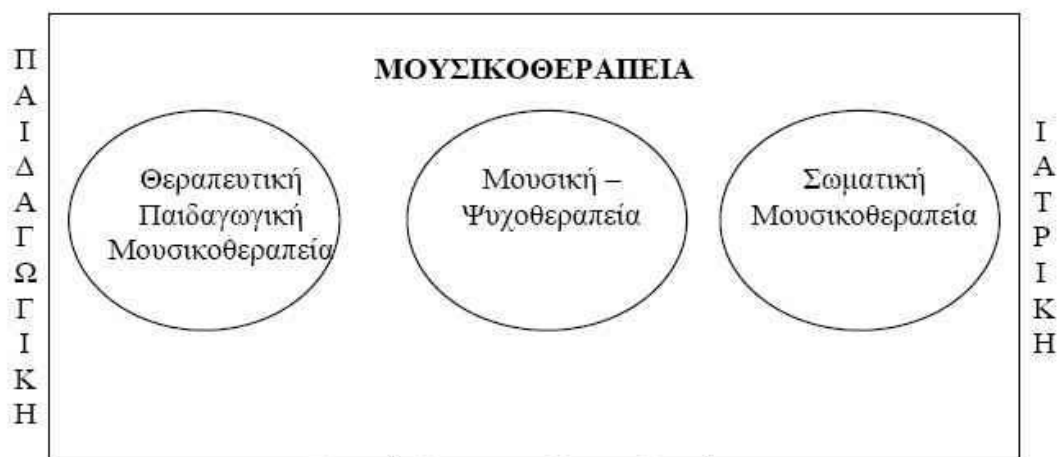 ΠΑΙΔΑΓΩΓΙΚΗ
ΜΟΥΣΙΚΟΘΕΡΑΠΕΙΑ
Θεραπευτική
Παιδαγωγική
Μουσικοθεραπεία
Μουσική –
Ψυχοθεραπεία
Σωματική
Μουσικοθεραπεία
ΙΑΤΡΙΚΗ